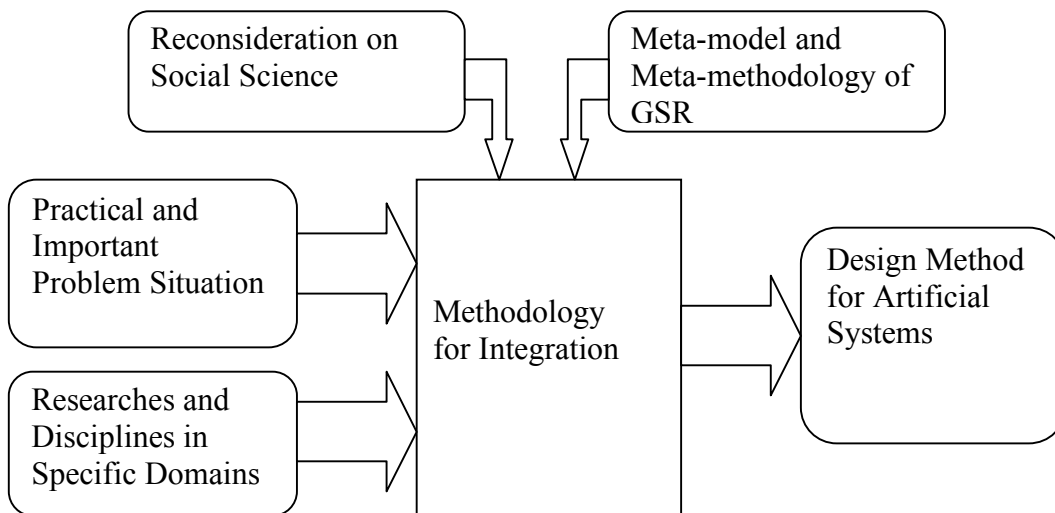 Reconsideration on
Social Science
Meta-model and
Meta-methodology of
GSR
Practical and
Important
Problem Situation
Methodology
for Integration
Design Method
for Artificial
Systems
Researches and
Disciplines in
Specific Domains